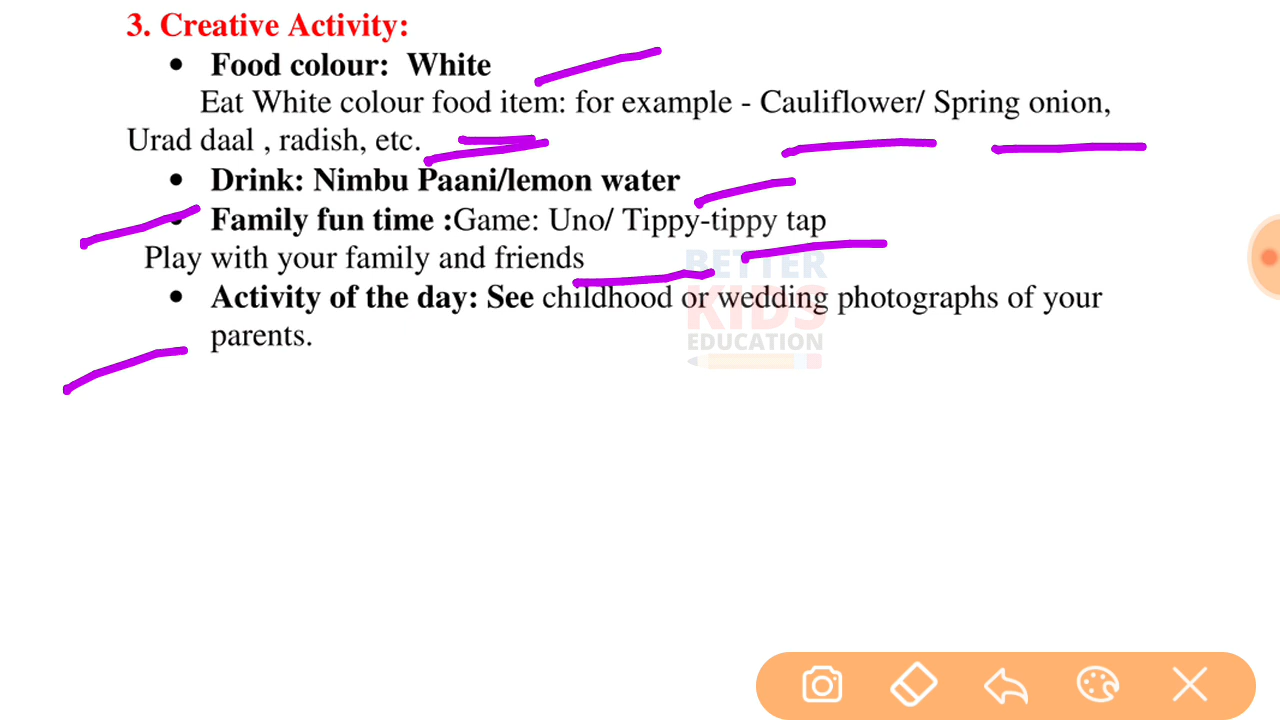 3. Creative Activity:
• Food colour: White
Eat White colour food item: for example - Cauliflower/ Spring onion,
Urad daal , radish, etc.
• Drink: Nimbu Paani/lemon water
• Family fun time :Game: Uno/ Tippy-tippy tap
Play with your family and friends
• Activity of the day: See childhood or wedding photographs of your
parents.
BETTER
KIDS
EDUCATION